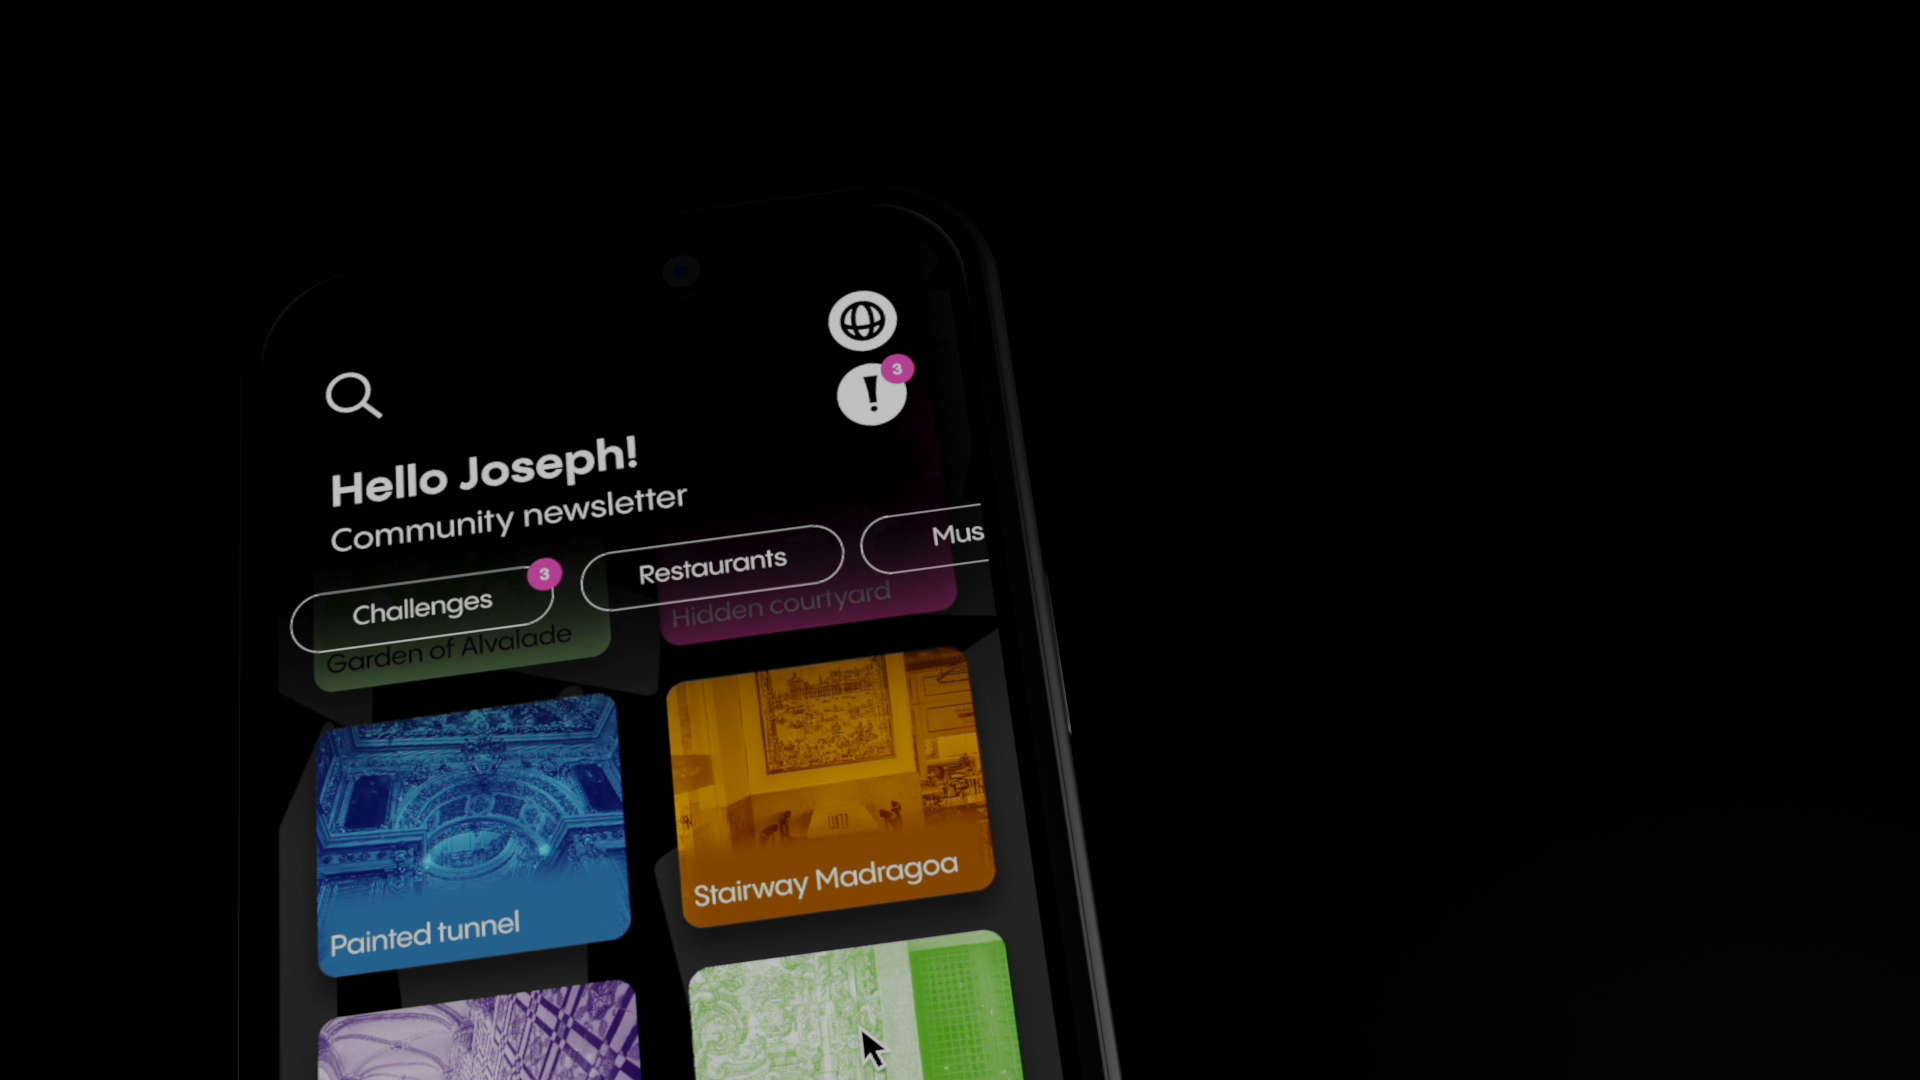 3
Hello Joseph!
Community newsletter
Challenges
3
Restaurants
Mus
Garden of Alvalade
Hidden courtyard
Painted tunnel
Stairway Madragoa